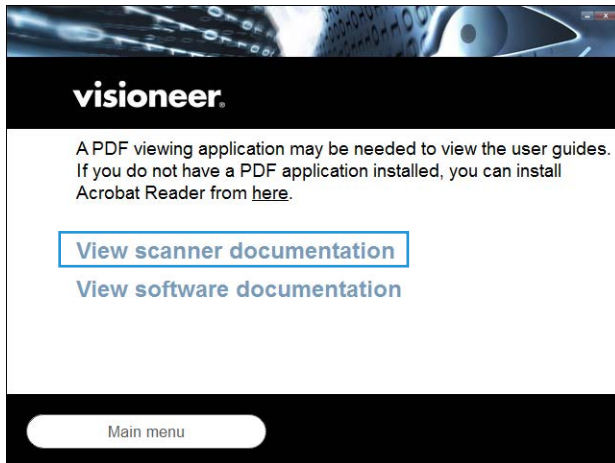 visioneer®
A PDF viewing application may be needed to view the user guides.
If you do not have a PDF application installed, you can install
Acrobat Reader from here.
View scanner documentation
View software documentation
Main menu